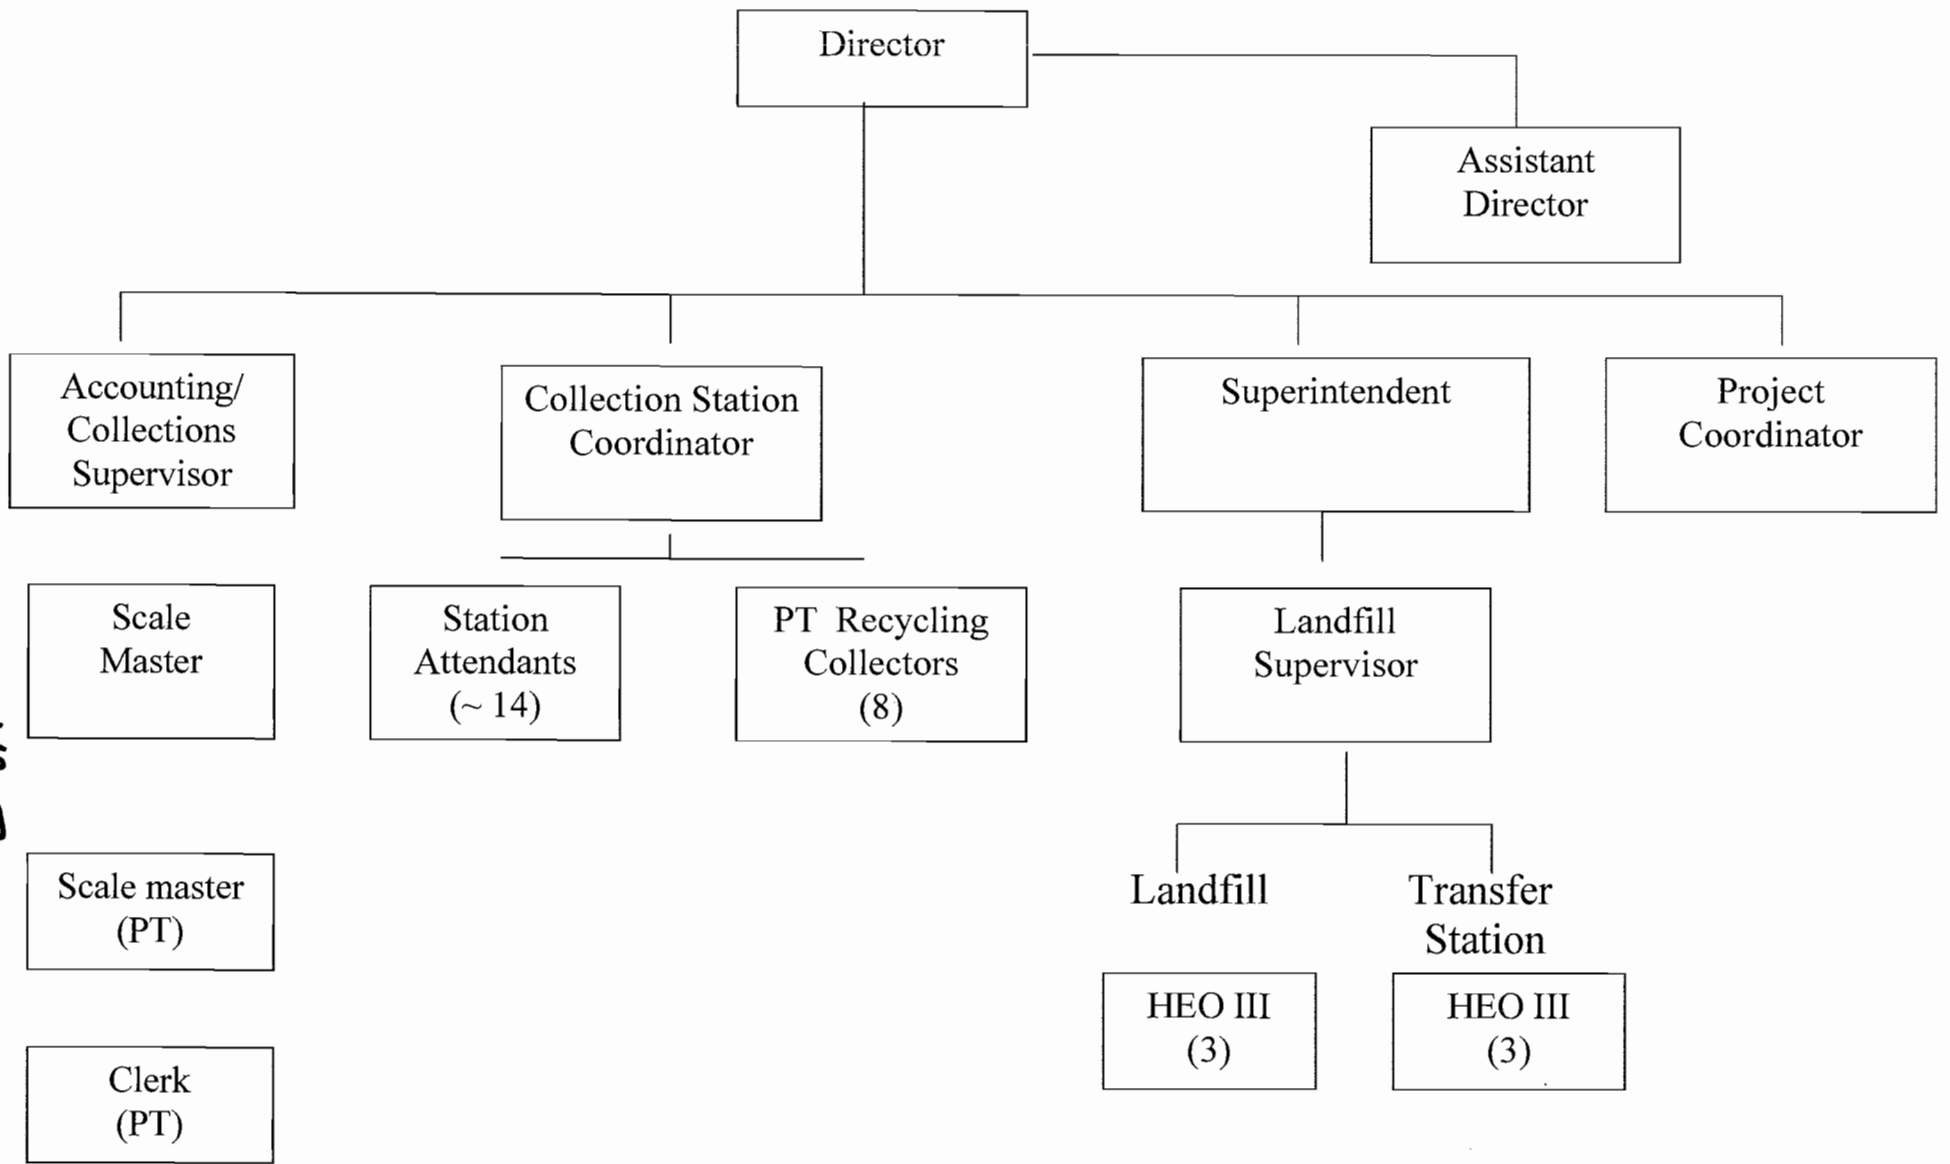 Director
Assistant
Director
Accounting/
Collections
Supervisor
Collection Station
Coordinator
Superintendent
Project
Coordinator
Scale
Master
Station
Attendants
(~ 14)
PT Recycling
Collectors
(8)
Landfill
Supervisor
Landfill
Transfer
Station
Scale master
(PT)
HEO III
(3)
HEO III
(3)
Clerk
(PT)